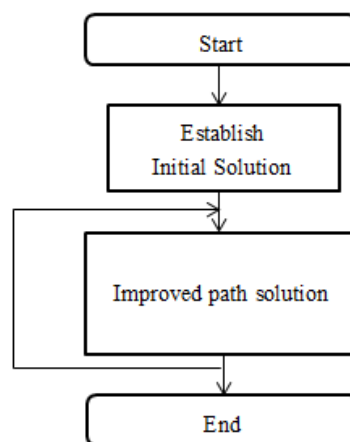 Start
Establish
Initial Solution
Improved path solution
End